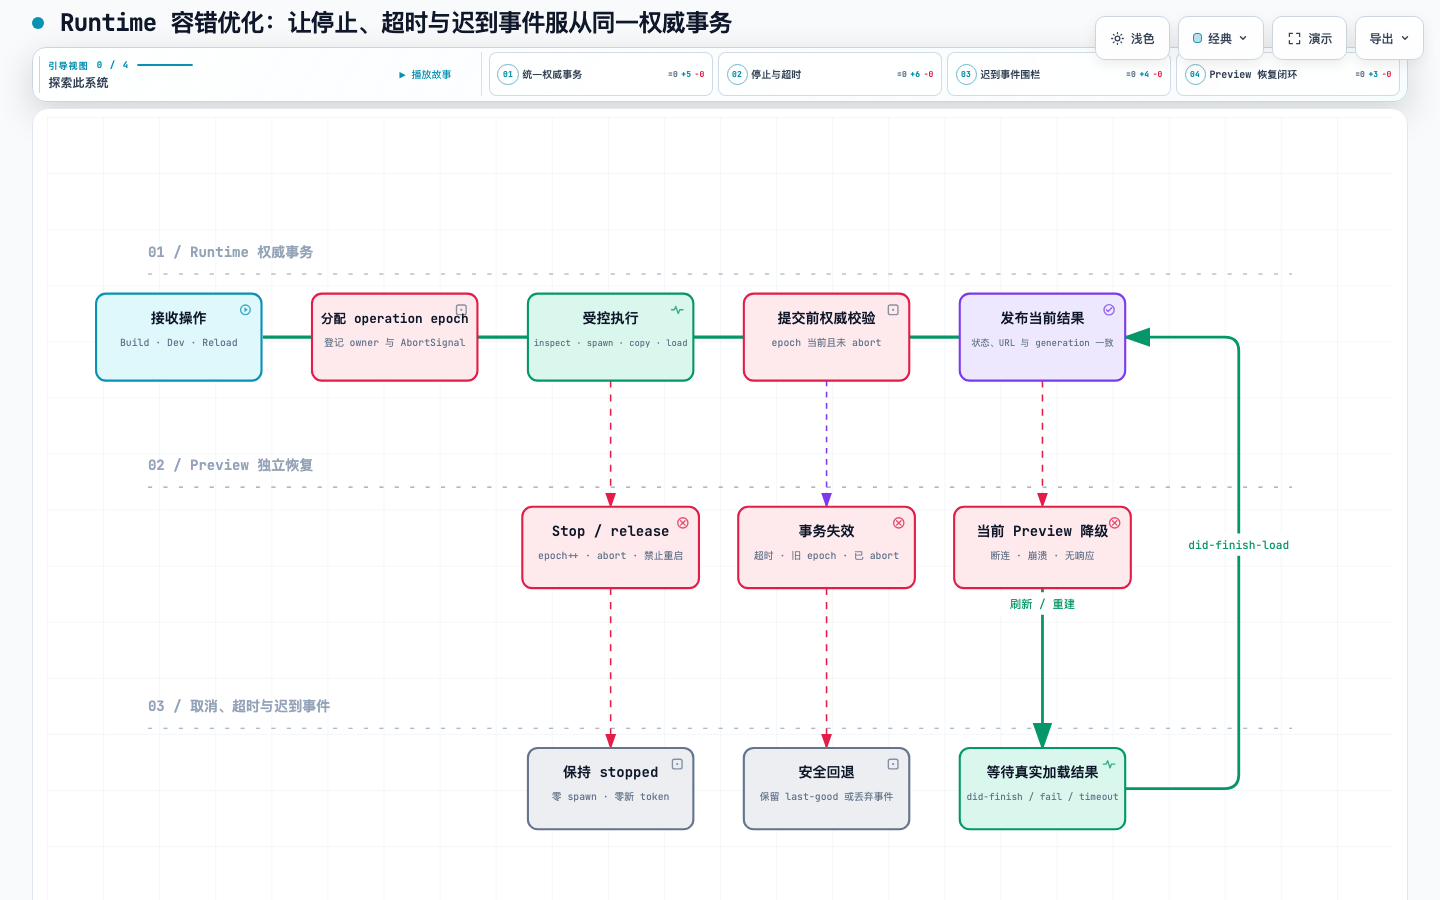 Runtime 容错优化：让停止、超时与迟到事件服从同一权威事务
浅色
经典
演示
导出
引导视图 0 / 4
探索此系统
▶ 播放故事
01 统一权威事务 =0 +5 -0
02 停止与超时 =0 +6 -0
03 迟到事件围栏 =0 +4 -0
04 Preview 恢复闭环 =0 +3 -0
01 / Runtime 权威事务
接收操作
Build · Dev · Reload
分配 operation epoch
登记 owner 与 AbortSignal
受控执行
inspect · spawn · copy · load
提交前权威校验
epoch 当前且未 abort
发布当前结果
状态、URL 与 generation 一致
02 / Preview 独立恢复
Stop / release
epoch++ · abort · 禁止重启
事务失效
超时 · 旧 epoch · 已 abort
当前 Preview 降级
断连 · 崩溃 · 无响应
did-finish-load
刷新 / 重建
03 / 取消、超时与迟到事件
保持 stopped
零 spawn · 零新 token
安全回退
保留 last-good 或丢弃事件
等待真实加载结果
did-finish / fail / timeout